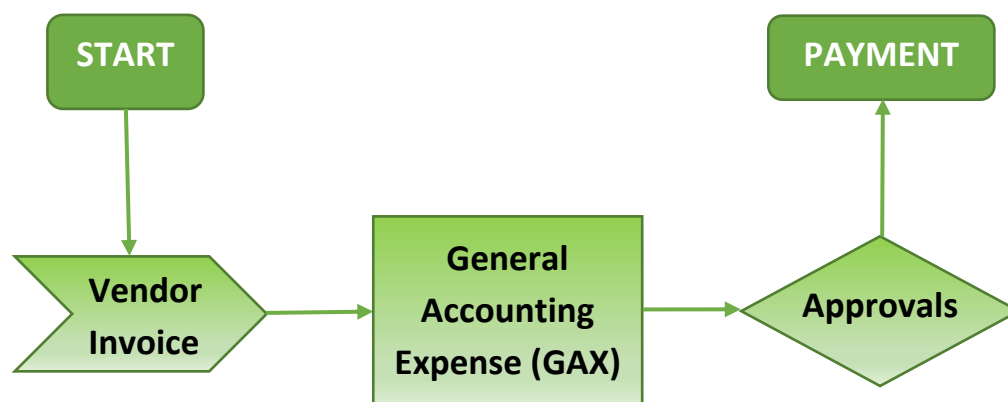 START
PAYMENT
Vendor
Invoice
General
Accounting
Expense (GAX)
Approvals